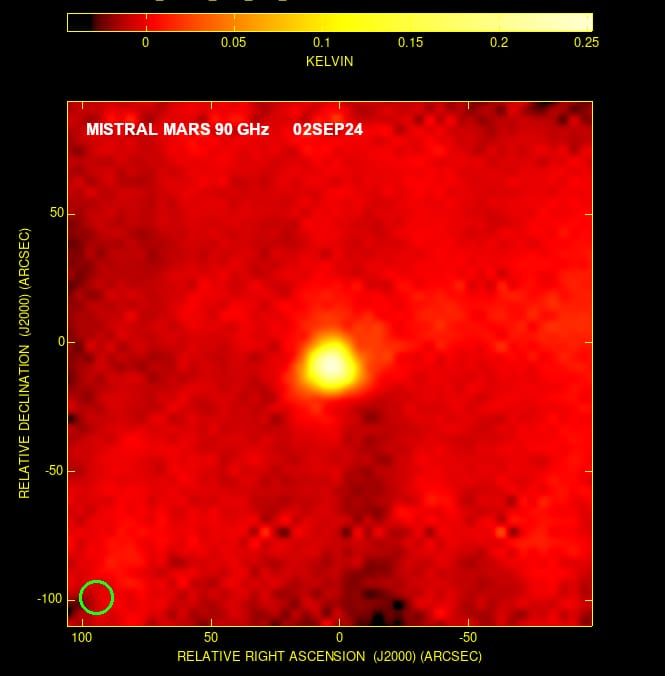 0 0.05 0.1 0.15 0.2 0.25
KELVIN
MISTRAL MARS 90 GHz 02SEP24
50
0
-50
-100
RELATIVE DECLINATION (J2000) (ARCSEC)
100 50 0 -50
RELATIVE RIGHT ASCENSION (J2000) (ARCSEC)